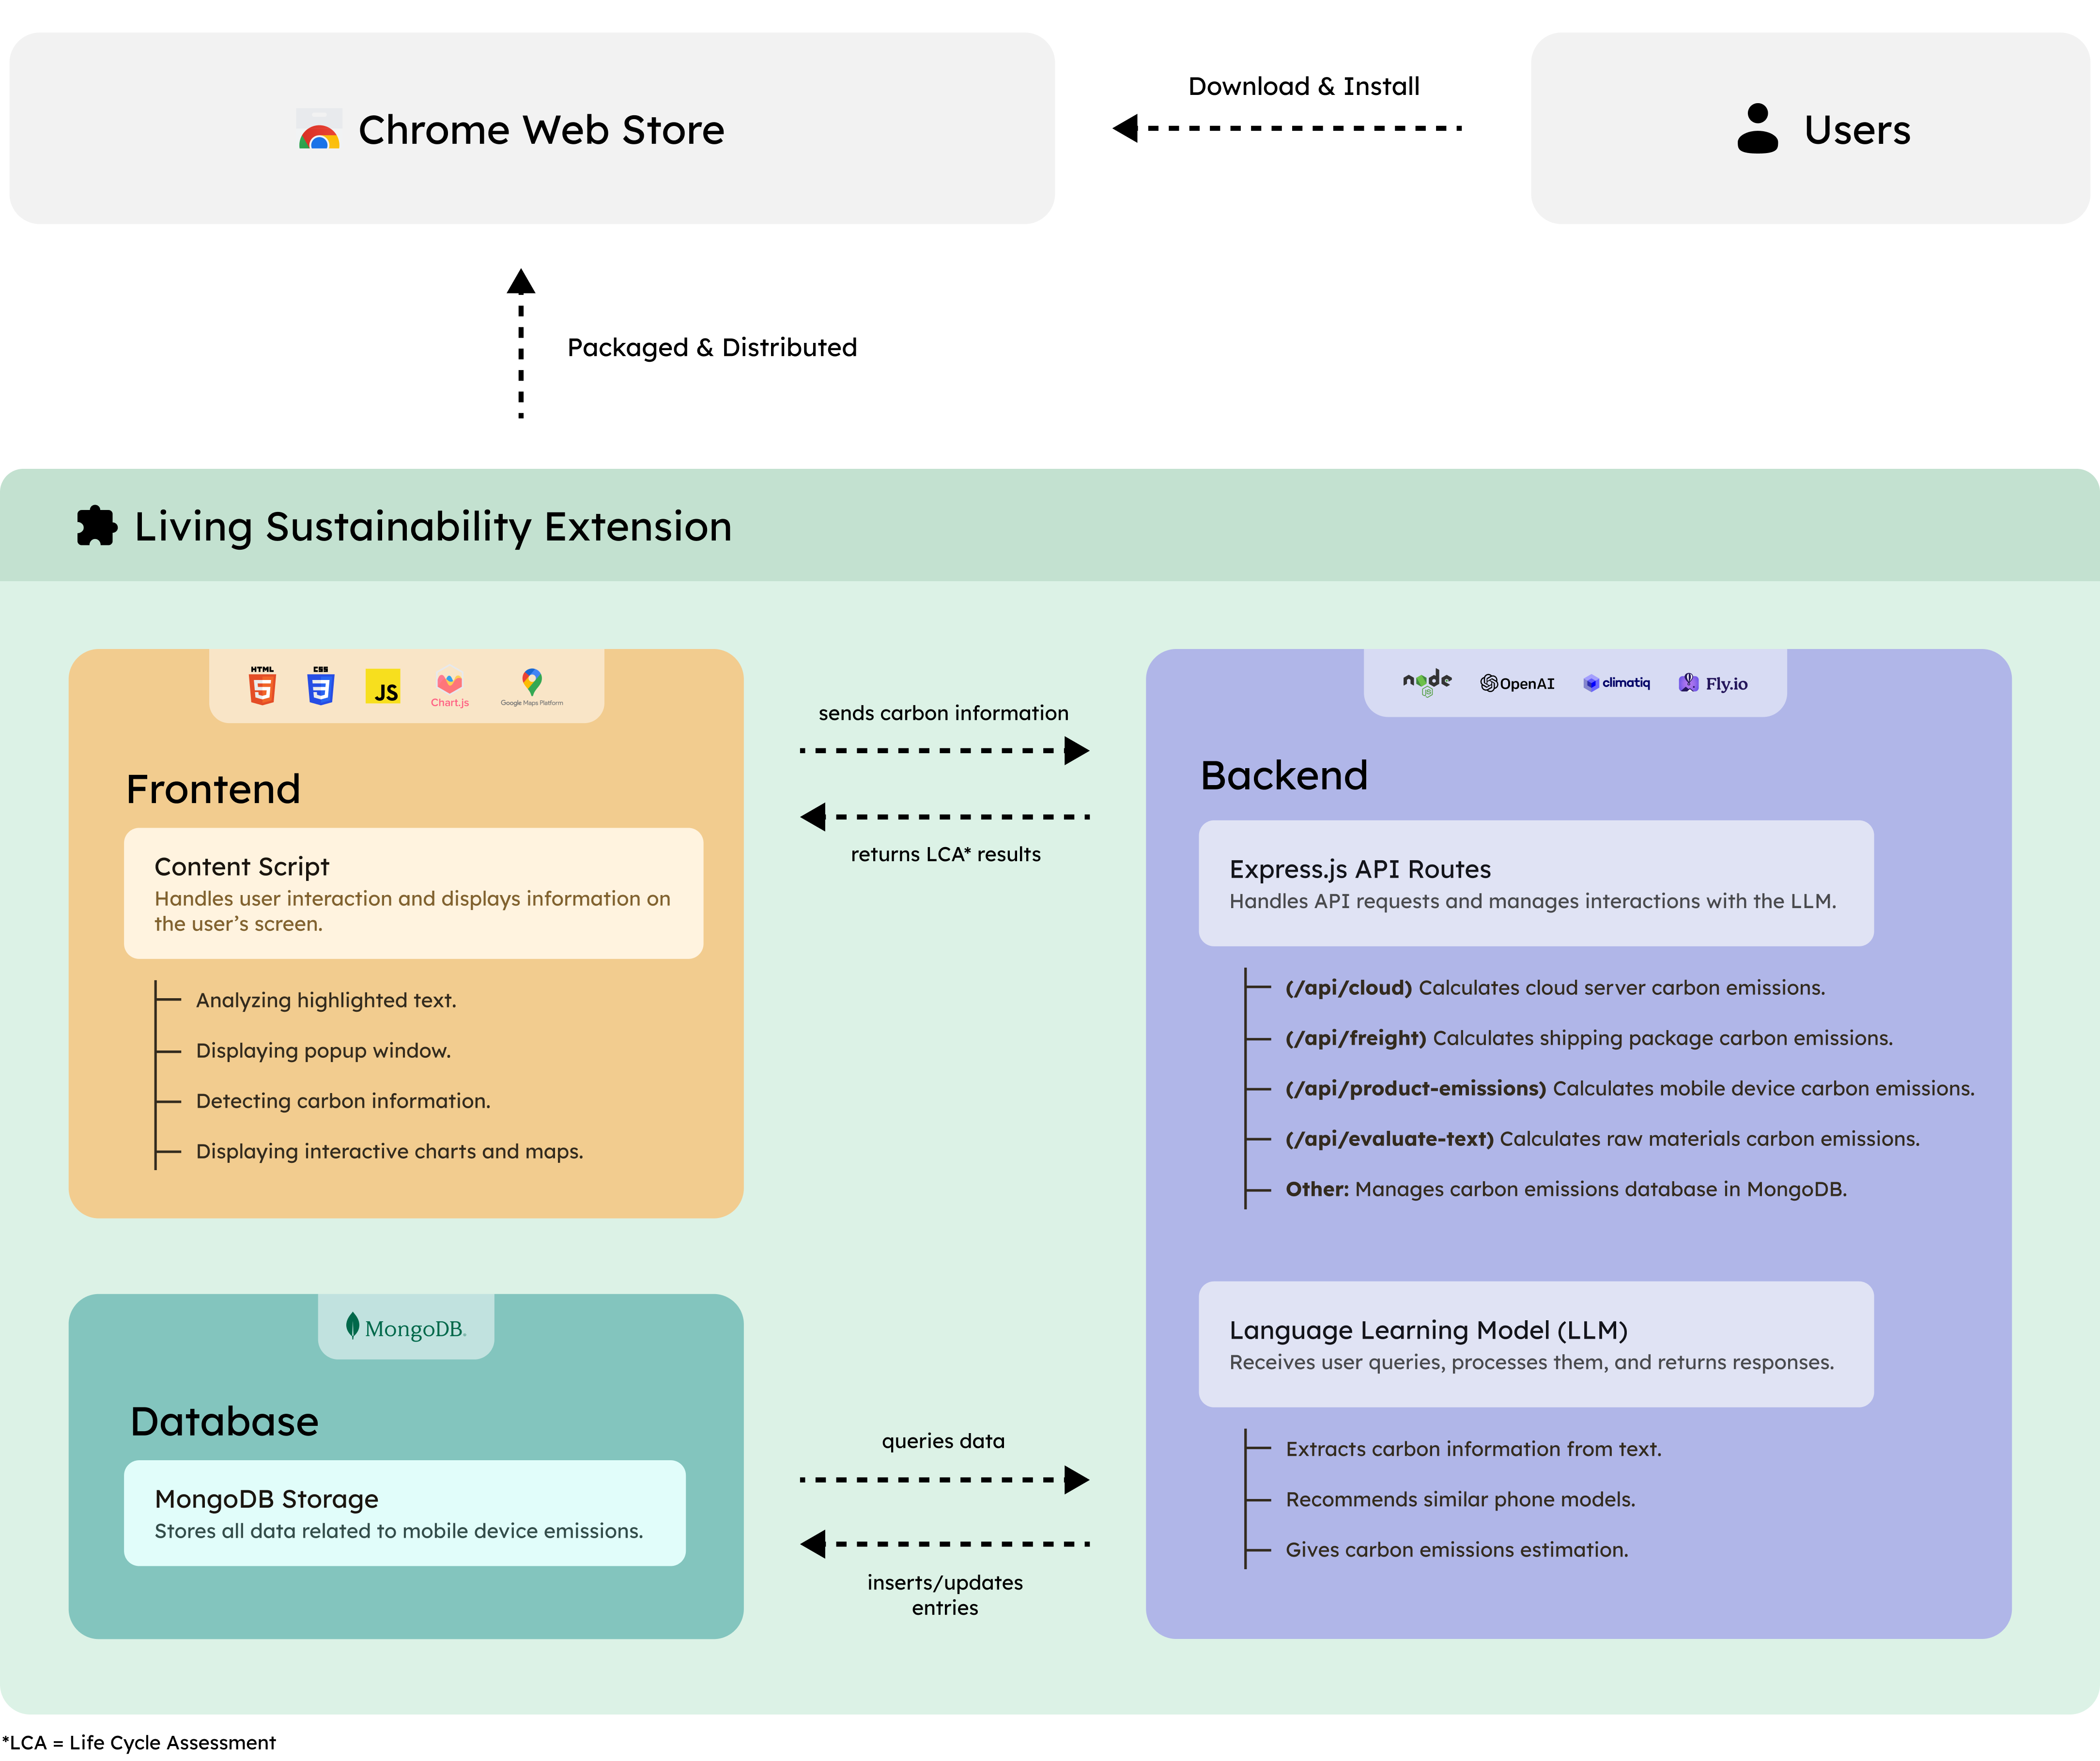 Chrome Web Store
Download & Install
Users
Packaged & Distributed
Living Sustainability Extension
HTML
5
CSS
3
JS
Chart.js
Google Maps Platform
Frontend
Content Script
Handles user interaction and displays information on
the user's screen.
Analyzing highlighted text.
Displaying popup window.
Detecting carbon information.
Displaying interactive charts and maps.
sends carbon information
returns LCA* results
node
JS
OpenAI
climatiq
Fly.io
Backend
Express.js API Routes
Handles API requests and manages interactions with the LLM.
(/api/cloud) Calculates cloud server carbon emissions.
(/api/freight) Calculates shipping package carbon emissions.
(/api/product-emissions) Calculates mobile device carbon emissions.
(/api/evaluate-text) Calculates raw materials carbon emissions.
Other: Manages carbon emissions database in MongoDB.
Language Learning Model (LLM)
Receives user queries, processes them, and returns responses.
Extracts carbon information from text.
Recommends similar phone models.
Gives carbon emissions estimation.
MongoDB®
Database
MongoDB Storage
Stores all data related to mobile device emissions.
queries data
inserts/updates
entries
*LCA = Life Cycle Assessment